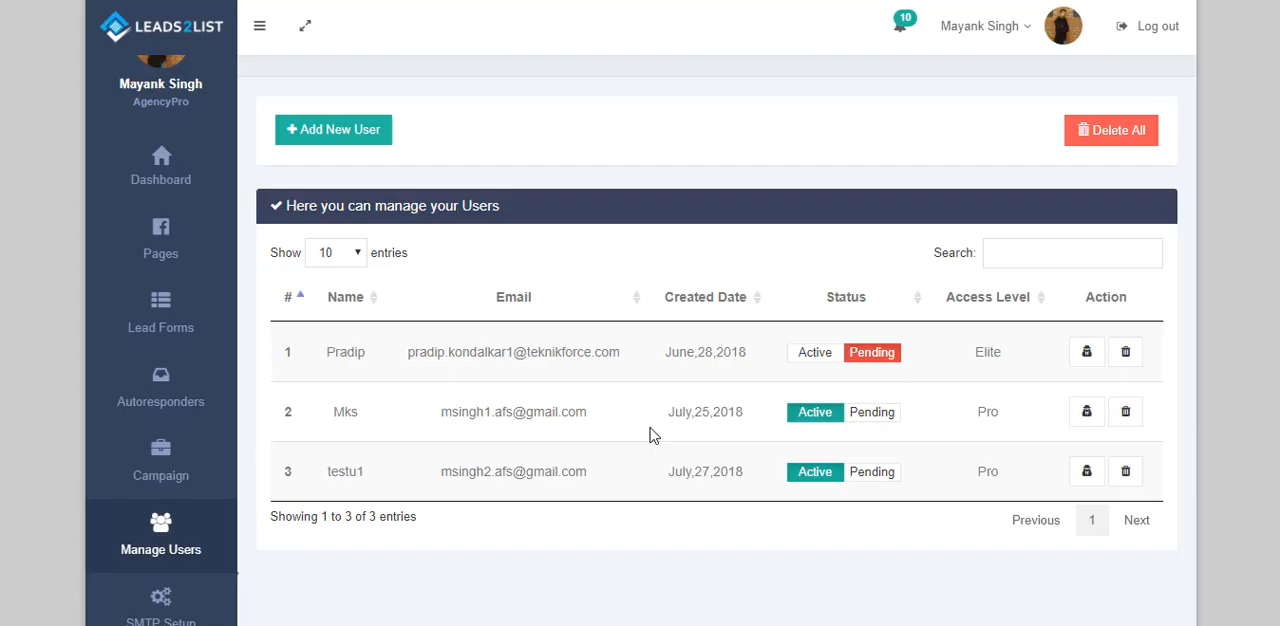 LEADS2LIST
10
Mayank Singh
Log out
Mayank Singh
AgencyPro
Dashboard
Pages
Lead Forms
Autoresponders
Campaign
Manage Users
SMTP Setup
Add New User
Delete All
Here you can manage your Users
Show 10 entries
Search:
# Name Email Created Date Status Access Level Action
1 Pradip pradip.kondalkar1@teknikforce.com June,28,2018 Active Pending Elite
2 Mks msingh1.afs@gmail.com July,25,2018 Active Pending Pro
3 testu1 msingh2.afs@gmail.com July,27,2018 Active Pending Pro
Showing 1 to 3 of 3 entries
Previous 1 Next